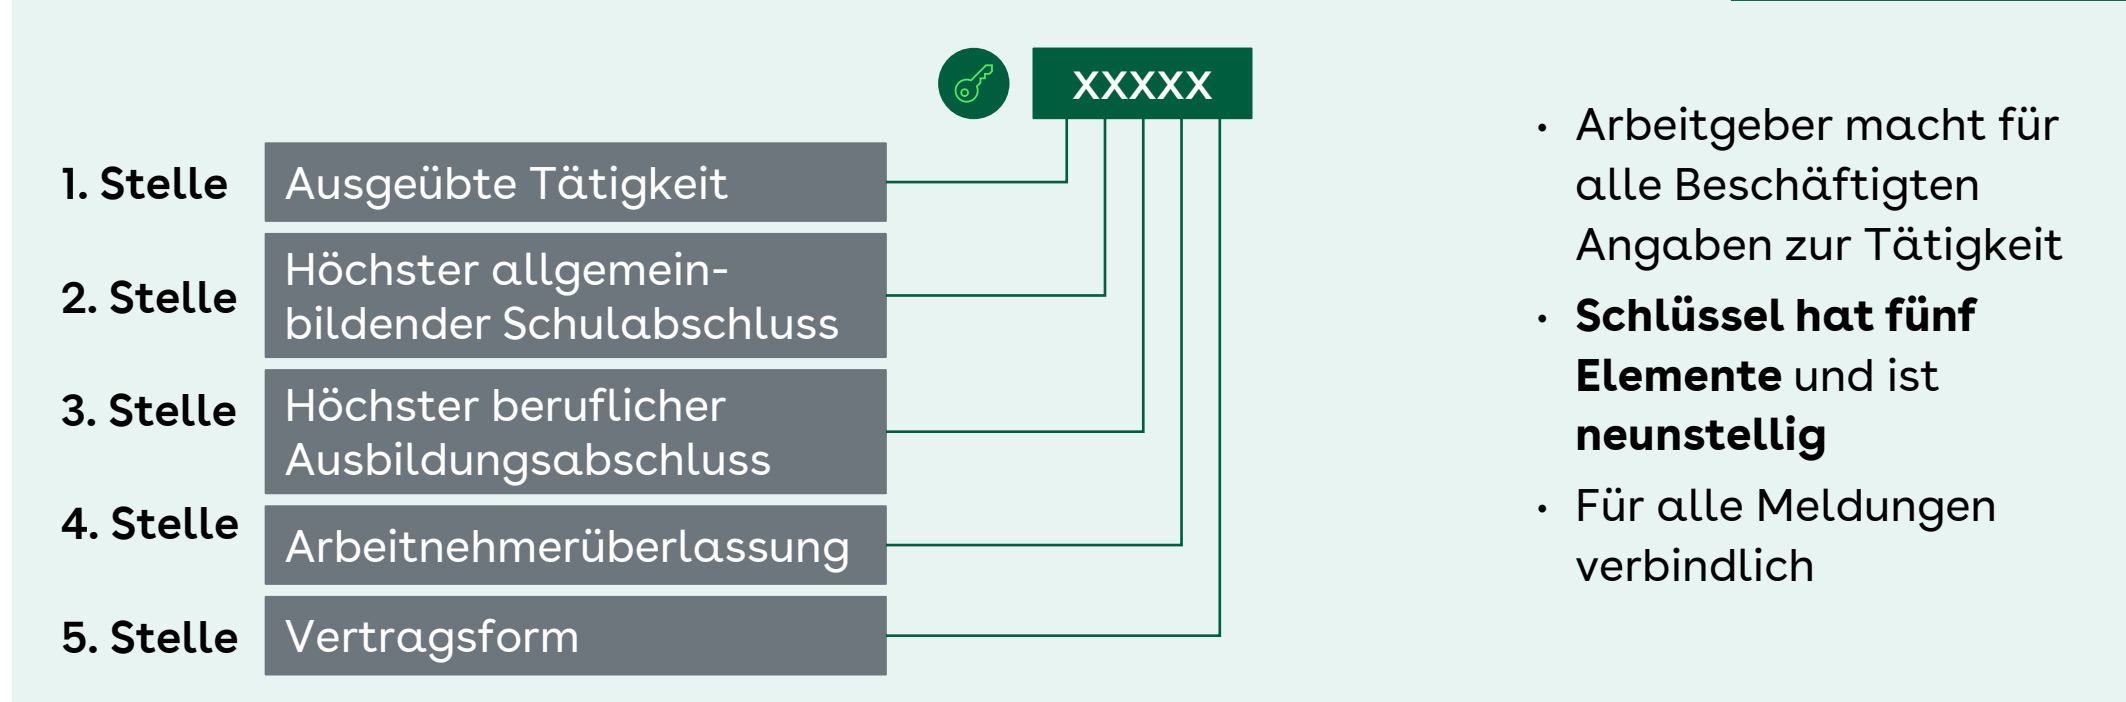 XXXXX
1. Stelle
Ausgeübte Tätigkeit
2. Stelle
Höchster allgemein-
bildender Schulabschluss
3. Stelle
Höchster beruflicher
Ausbildungsabschluss
4. Stelle
Arbeitnehmerüberlassung
5. Stelle
Vertragsform
• Arbeitgeber macht für
alle Beschäftigten
Angaben zur Tätigkeit
• Schlüssel hat fünf
Elemente und ist
neunstellig
• Für alle Meldungen
verbindlich